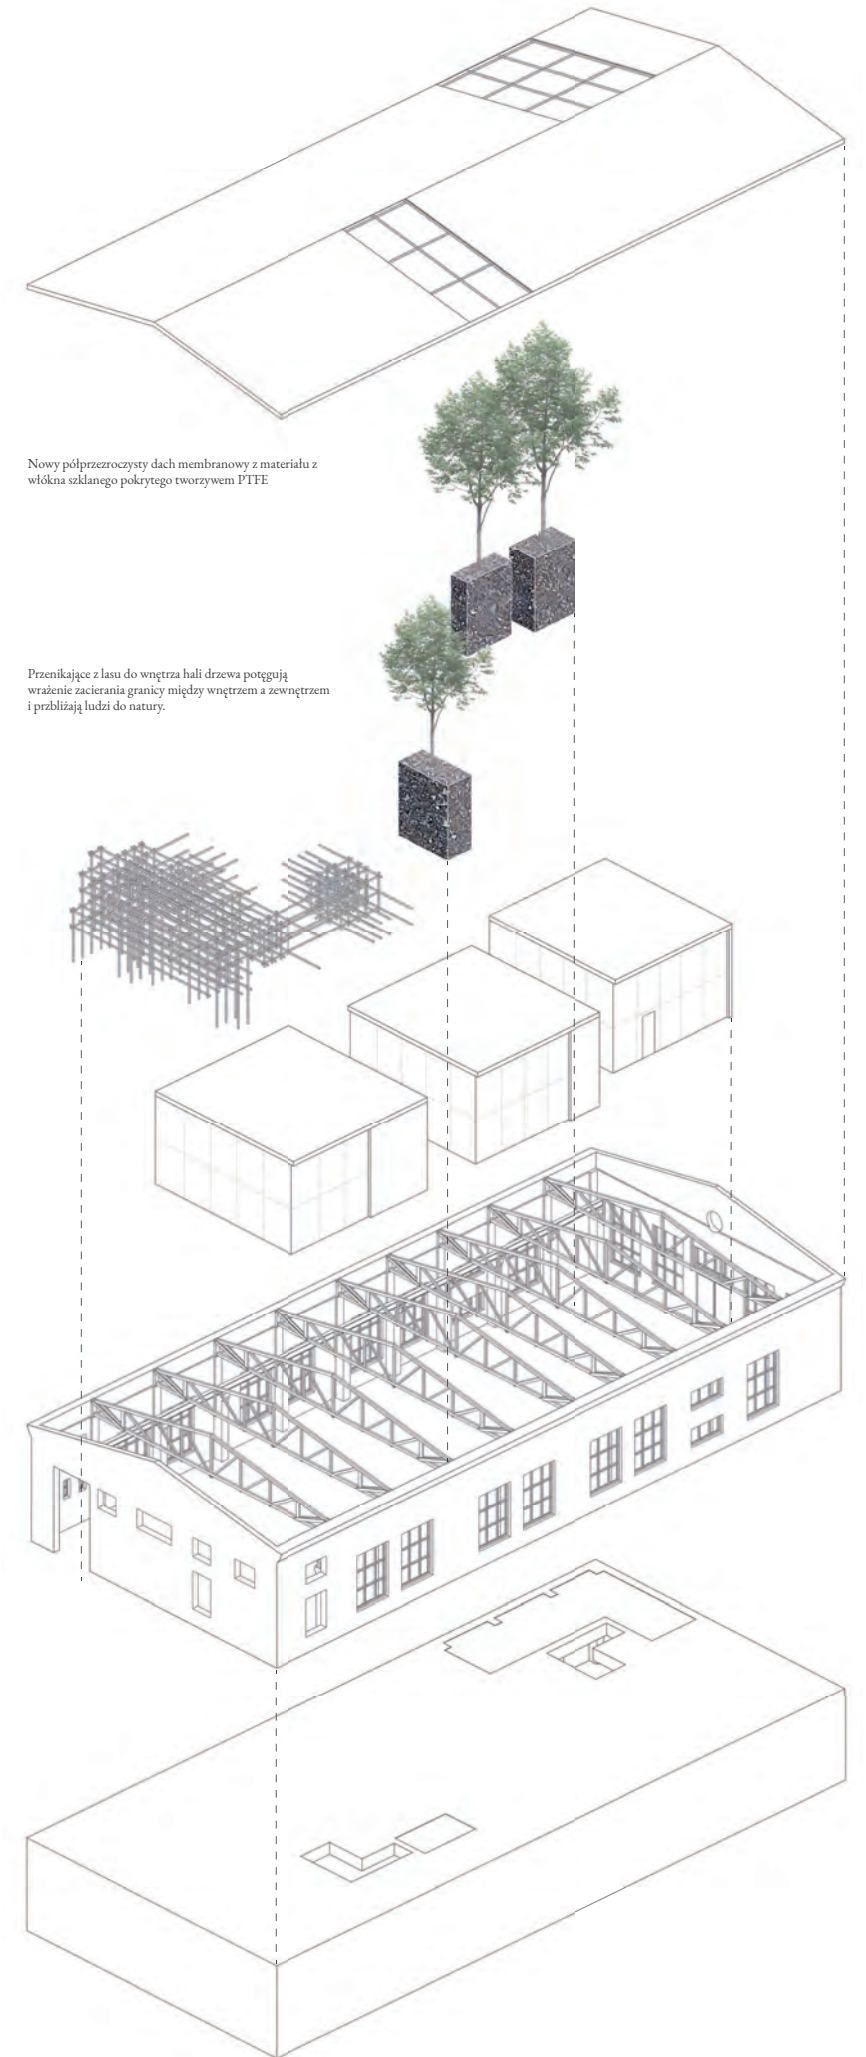 Nowy półprzezroczysty dach membranowy z materiału z
włókna szklanego pokrytego tworzywem PTFE
Przenikające z lasu do wnętrza hali drzewa potęgują
wrażenie zacierania granicy między wnętrzem a zewnętrzem
i przbliżają ludzi do natury.